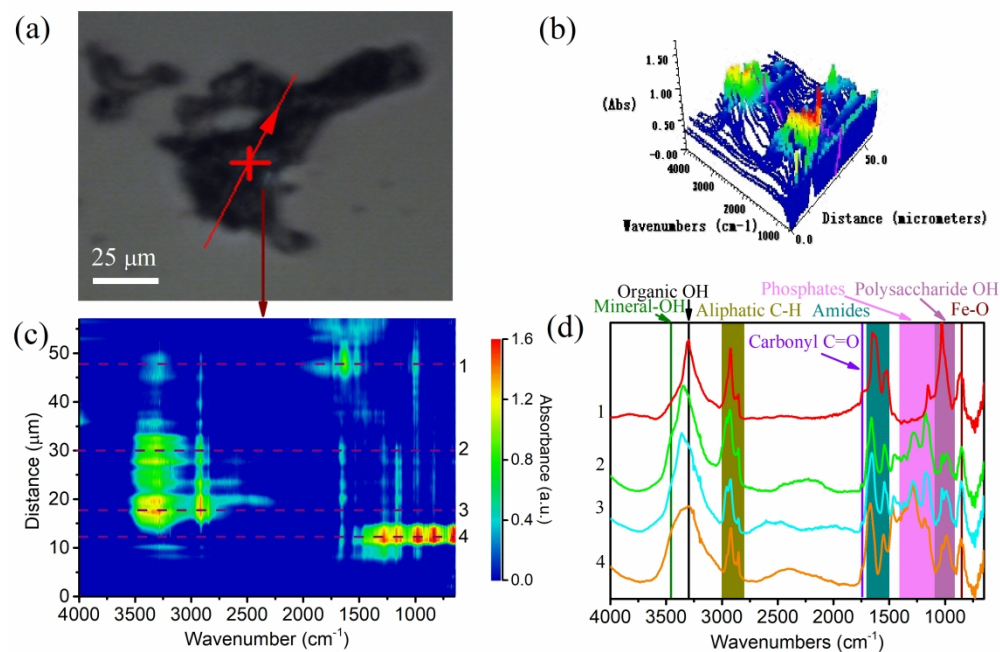 (a)
25 μm
(b)
1.50
1.00
(Abs)
0.50
-0.00
4000
3000
2000
1000
Wavenumbers (cm-1)
0.0
50.0
Distance (micrometers)
(c)
50
40
30
20
10
0
Distance (μm)
1
2
3
4
4000 3500 3000 2500 2000 1500 1000
Wavenumber (cm⁻¹)
1.6
1.2
0.8
0.4
0.0
Absorbance (a.u.)
(d)
Organic OH
Phosphates
Polysaccharide OH
Mineral-OH
Aliphatic C-H
Amides
Fe-O
Carbonyl C=O
1
2
3
4
4000 3500 3000 2500 2000 1500 1000
Wavenumbers (cm⁻¹)